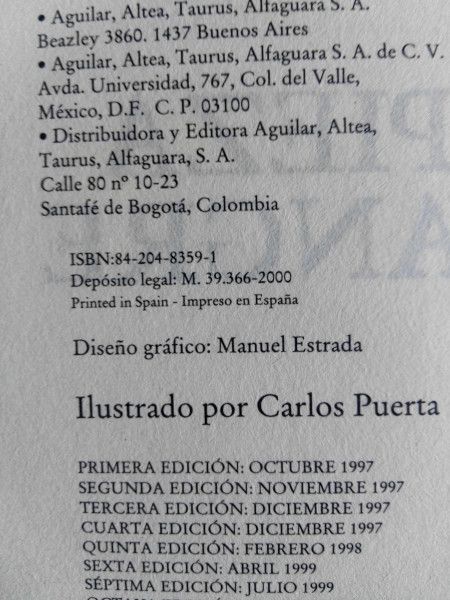 • Aguilar, Altea, Taurus, Alfaguara S. A.
Beazley 3860. 1437 Buenos Aires
• Aguilar, Altea, Taurus, Alfaguara S. A. de C. V.
Avda. Universidad, 767, Col. del Valle,
México, D.F. C. P. 03100
• Distribuidora y Editora Aguilar, Altea,
Taurus, Alfaguara, S. A.
Calle 80 nº 10-23
Santafé de Bogotá, Colombia
ISBN:84-204-8359-1
Depósito legal: M. 39.366-2000
Printed in Spain - Impreso en España
Diseño gráfico: Manuel Estrada
Ilustrado por Carlos Puerta
PRIMERA EDICIÓN: OCTUBRE 1997
SEGUNDA EDICIÓN: NOVIEMBRE 1997
TERCERA EDICIÓN: DICIEMBRE 1997
CUARTA EDICIÓN: DICIEMBRE 1997
QUINTA EDICIÓN: FEBRERO 1998
SEXTA EDICIÓN: ABRIL 1999
SÉPTIMA EDICIÓN: JULIO 1999